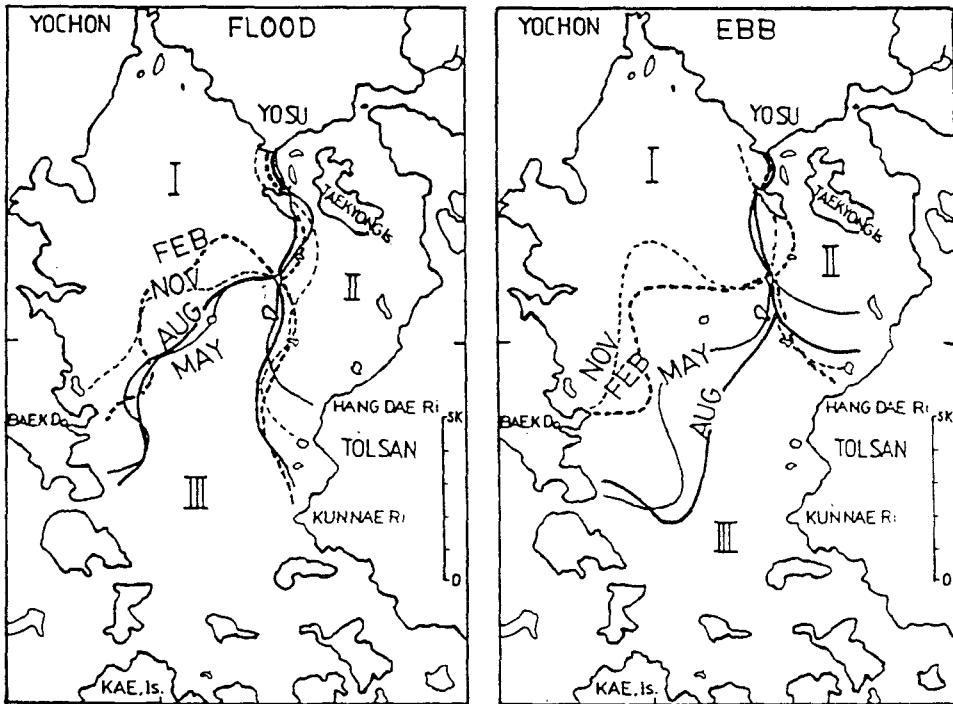 YOCHON
FLOOD
YOSU
I
TAEKYONG Is.
FEB
NOV.
II
AUG
MAY
BAEK Do
HANG DAE Ri
5K
TOLSAN
III
KUNNAE Ri
0
KAE, Is.
YOCHON
EBB
YOSU
I
TAEKYONG Is.
II
NOV
FEB
MAY
AUG
BAEK Do
HANG DAE Ri
5K
TOLSAN
III
KUNNAE Ri
0
KAE, Is.